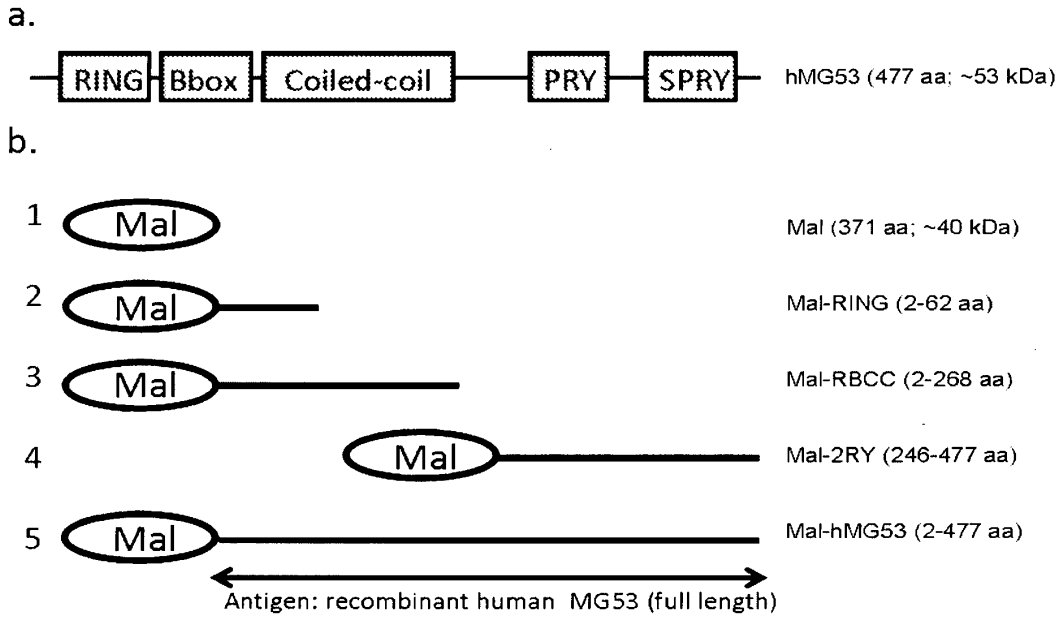 a.
RING Bbox Coiled-coil PRY SPRY hMG53 (477 aa; ~53 kDa)
b.
1 Mal Mal (371 aa; ~40 kDa)
2 Mal Mal-RING (2-62 aa)
3 Mal Mal-RBCC (2-268 aa)
4 Mal Mal-2RY (246-477 aa)
5 Mal Mal-hMG53 (2-477 aa)
Antigen: recombinant human MG53 (full length)